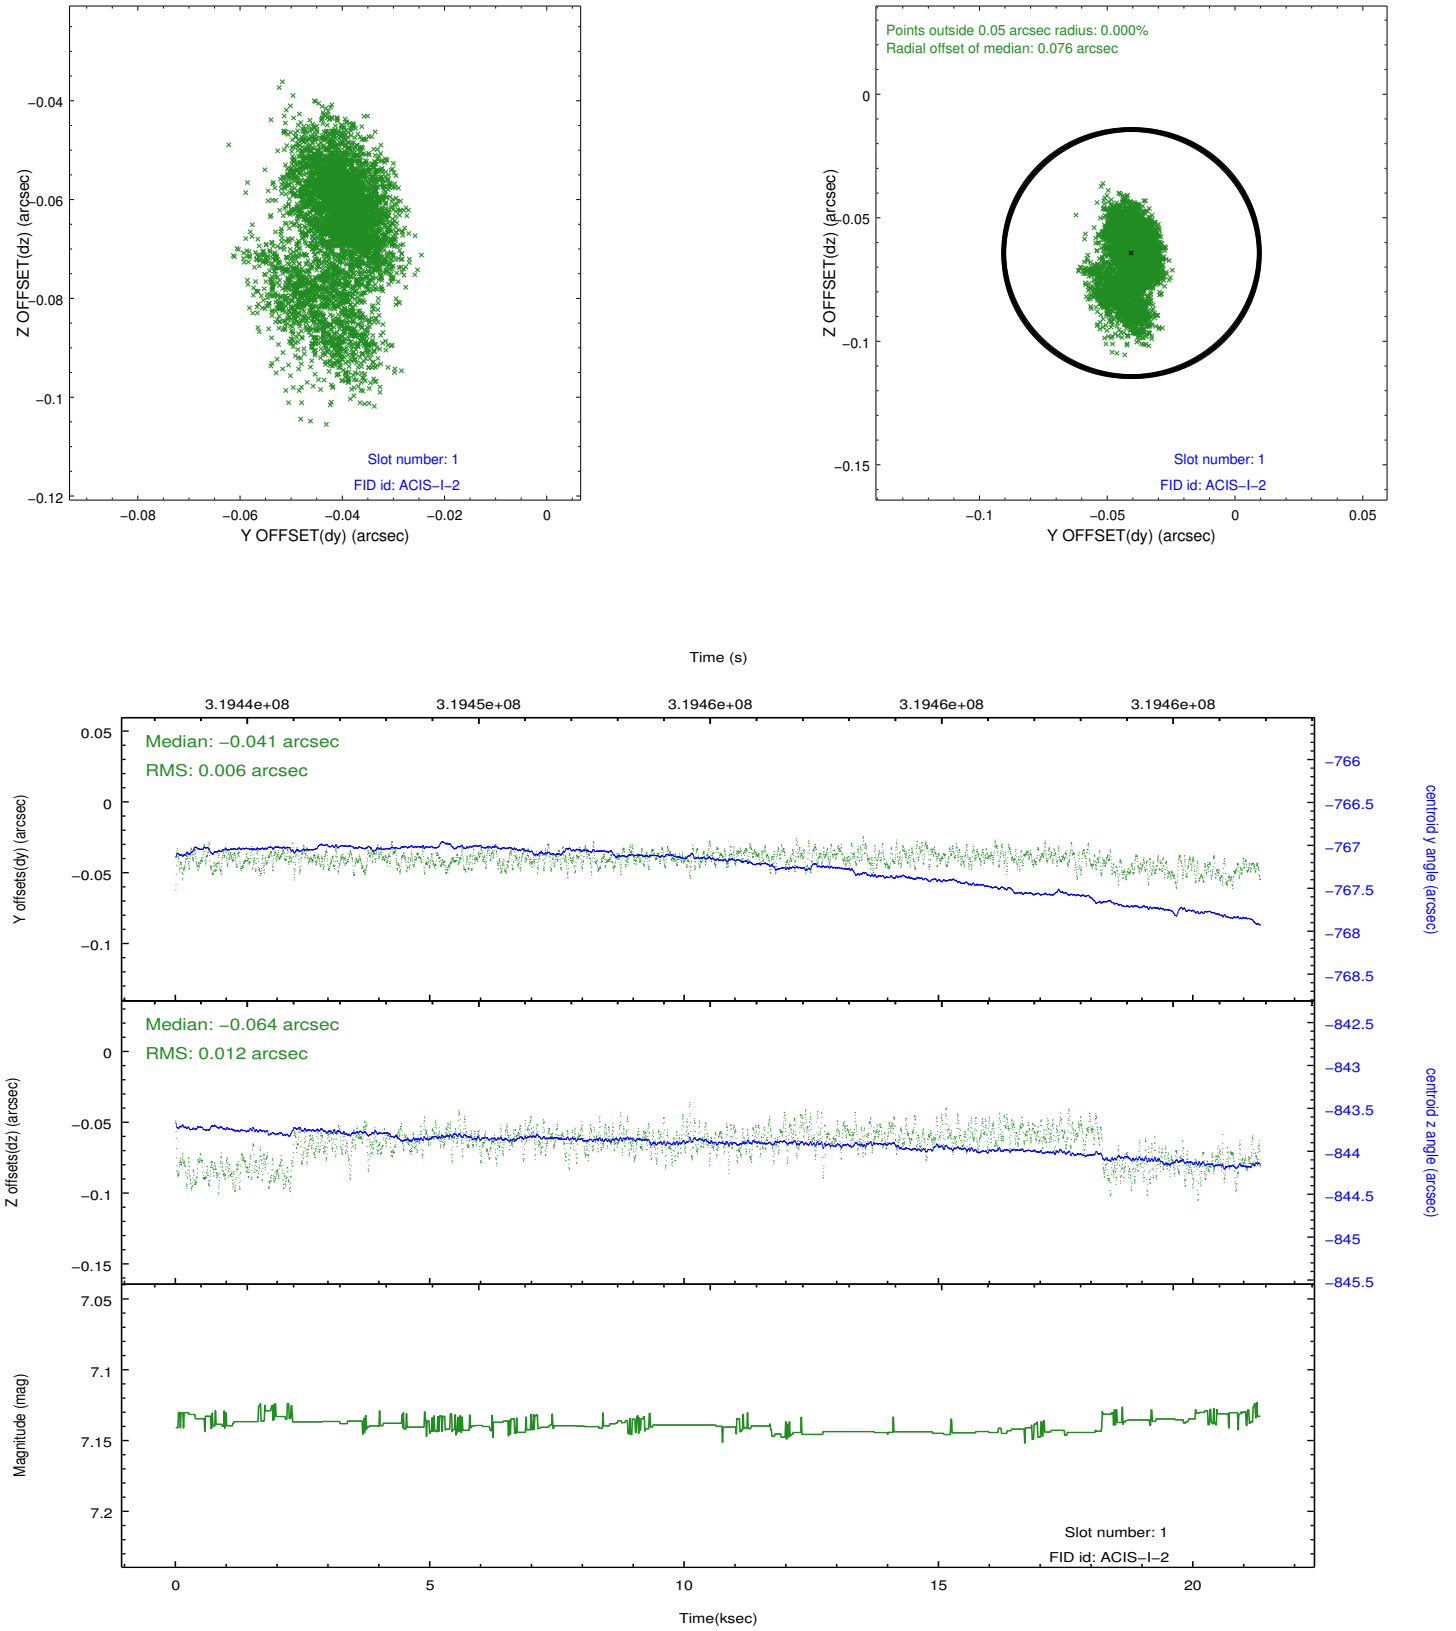 −0.04
−0.06
−0.08
−0.1
−0.12
Z OFFSET(dz) (arcsec)
Slot number: 1
FID id: ACIS−I−2
−0.08 −0.06 −0.04 −0.02 0
Y OFFSET(dy) (arcsec)
Points outside 0.05 arcsec radius: 0.000%
Radial offset of median: 0.076 arcsec
0
−0.05
−0.1
−0.15
Z OFFSET(dz) (arcsec)
Slot number: 1
FID id: ACIS−I−2
−0.1 −0.05 0 0.05
Y OFFSET(dy) (arcsec)
Time (s)
3.1944e+08 3.1945e+08 3.1946e+08 3.1946e+08 3.1946e+08
Median: −0.041 arcsec
RMS: 0.006 arcsec
0.05
0
−0.05
−0.1
Y offsets(dy) (arcsec)
−766
−766.5
−767
−767.5
−768
−768.5
centroid y angle (arcsec)
Median: −0.064 arcsec
RMS: 0.012 arcsec
0
−0.05
−0.1
−0.15
Z offsets(dz) (arcsec)
−842.5
−843
−843.5
−844
−844.5
−845
−845.5
centroid z angle (arcsec)
7.05
7.1
7.15
7.2
Magnitude (mag)
Slot number: 1
FID id: ACIS−I−2
0 5 10 15 20
Time(ksec)